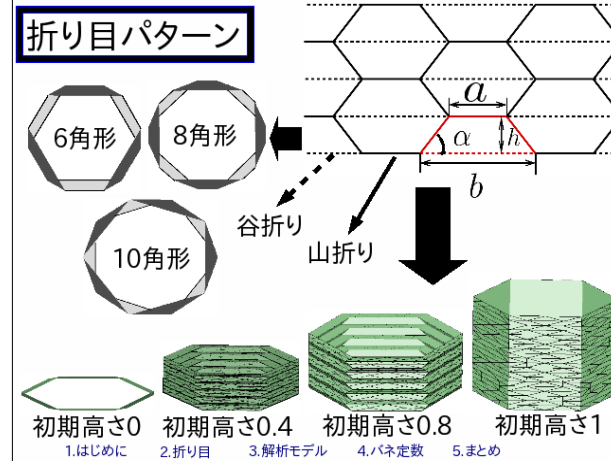 折り目パターン
a
α
h
b
6角形
8角形
谷折り
山折り
10角形
初期高さ0
初期高さ0.4
初期高さ0.8
初期高さ1
1.はじめに
2.折り目
3.解析モデル
4.バネ定数
5.まとめ